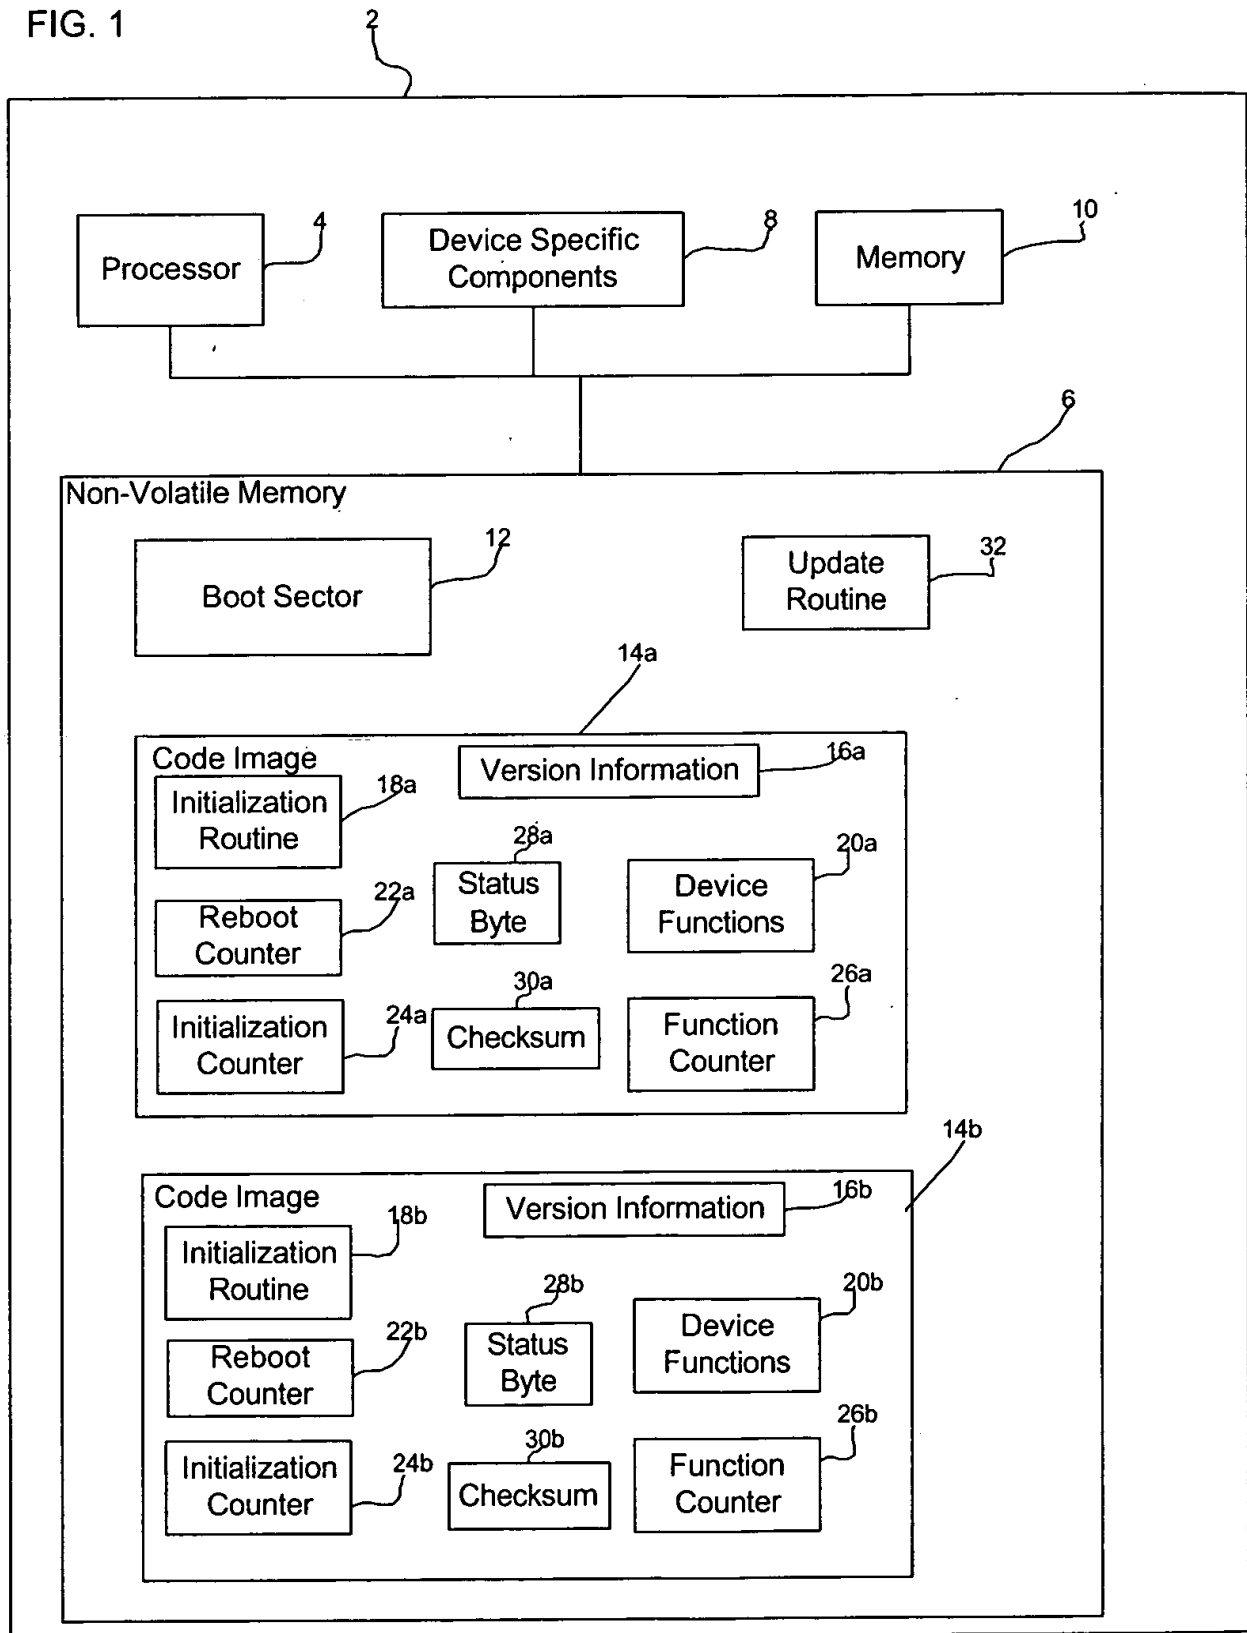 FIG. 1
2
Processor
4
Device Specific
Components
8
Memory
10
6
Non-Volatile Memory
Boot Sector
12
Update
Routine
32
14a
Code Image
Version Information
16a
Initialization
Routine
18a
28a
Status
Byte
20a
Device
Functions
Reboot
Counter
22a
30a
Checksum
26a
Function
Counter
Initialization
Counter
24a
14b
Code Image
Version Information
16b
Initialization
Routine
18b
28b
Status
Byte
20b
Device
Functions
Reboot
Counter
22b
30b
Checksum
26b
Function
Counter
Initialization
Counter
24b